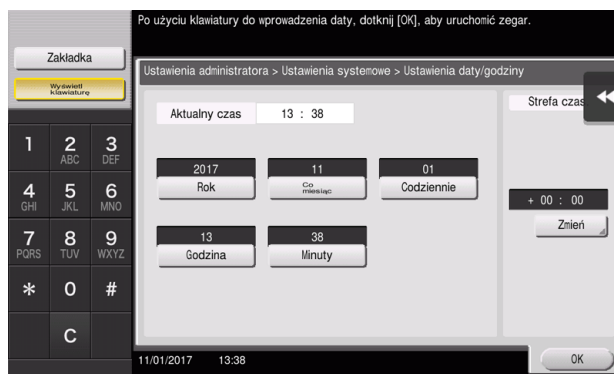 Po użyciu klawiatury do wprowadzenia daty, dotknij [OK], aby uruchomić zegar.
Zakładka
Wyświetl
klawiaturę
Ustawienia administratora > Ustawienia systemowe > Ustawienia daty/godziny
Aktualny czas 13 : 38
Strefa czas
2017 11 01
Rok
Co
miesiąc
Codziennie
+ 00 : 00
Zmień
13 38
Godzina Minuty
1 2 3
ABC DEF
4 5 6
GHI JKL MNO
7 8 9
PQRS TUV WXYZ
* 0 #
C
11/01/2017 13:38
OK